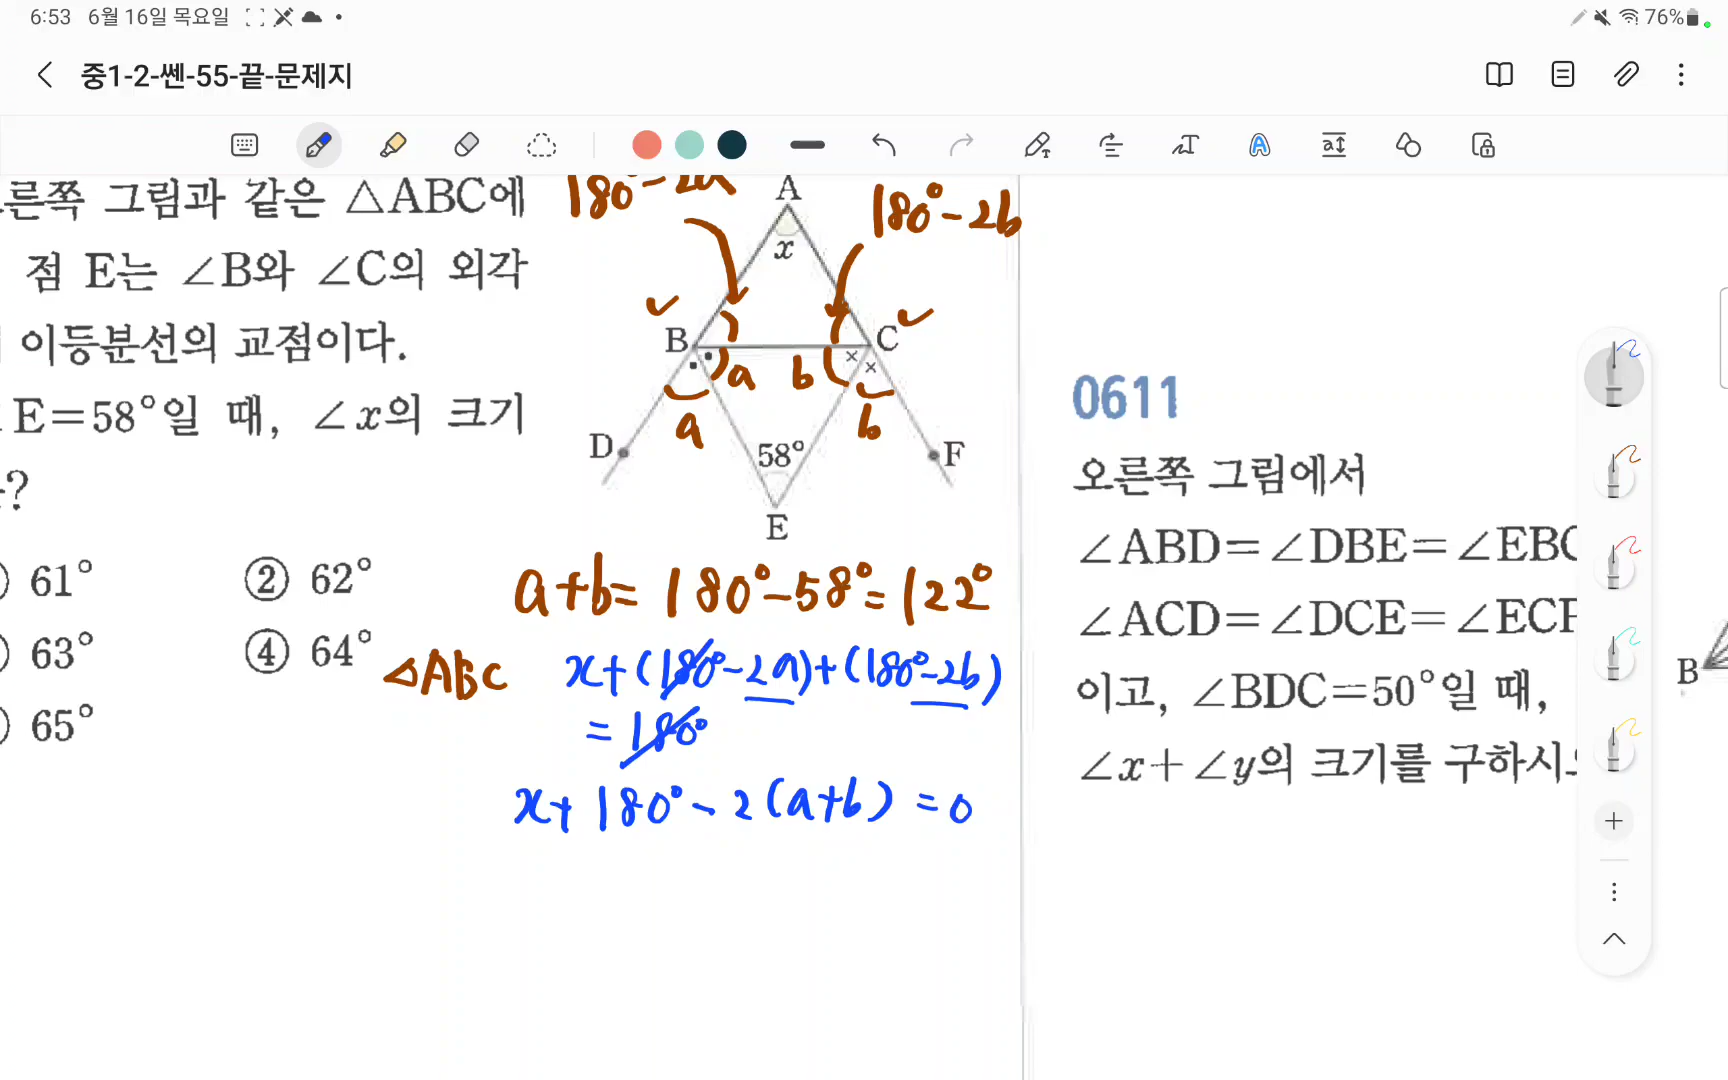 6:53 6월 16일 목요일
76%
중1-2-쎈-55-끝-문제지
른쪽 그림과 같은 △ABC에
점 E는 ∠B와 ∠C의 외각
이등분선의 교점이다.
E=58°일 때, ∠x의 크기
?
61°
② 62°
63°
④ 64°
65°
180°-2a
A
180°-2b
x
B
C
a
b
a
b
D
58°
F
E
a+b= 180°-58°=122°
△ABC
x+(180°-2a)+(180°-2b)
=180°
x+180°-2(a+b)=0
0611
오른쪽 그림에서
∠ABD=∠DBE=∠EBC
∠ACD=∠DCE=∠ECF
이고, ∠BDC=50°일 때,
∠x+∠y의 크기를 구하시
B